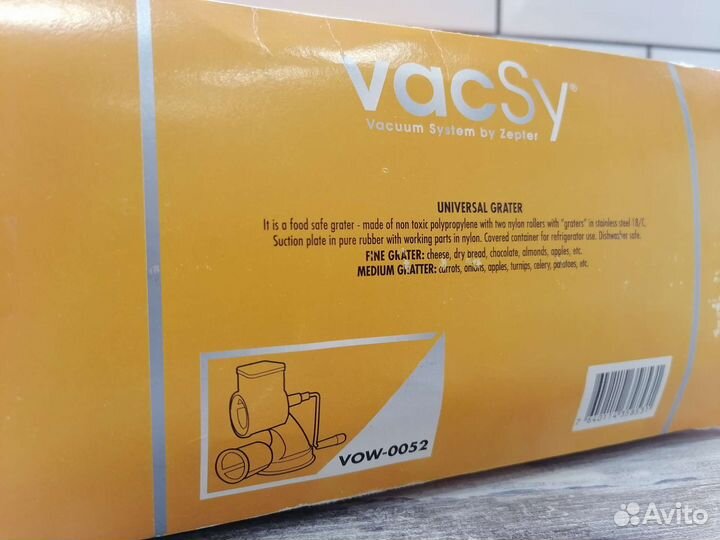 vacSy®
Vacuum System by Zepter
UNIVERSAL GRATER
It is a food safe grater - made of non toxic polypropylene with two nylon rollers with "graters" in stainless steel 18/C,
Suction plate in pure rubber with working parts in nylon. Covered container for refrigerator use. Dishwasher safe.
FINE GRATER: cheese, dry bread, chocolate, almonds, apples, etc.
MEDIUM GRATTER: carrots, onions, apples, turnips, celery, potatoes, etc.
VOW-0052
Avito